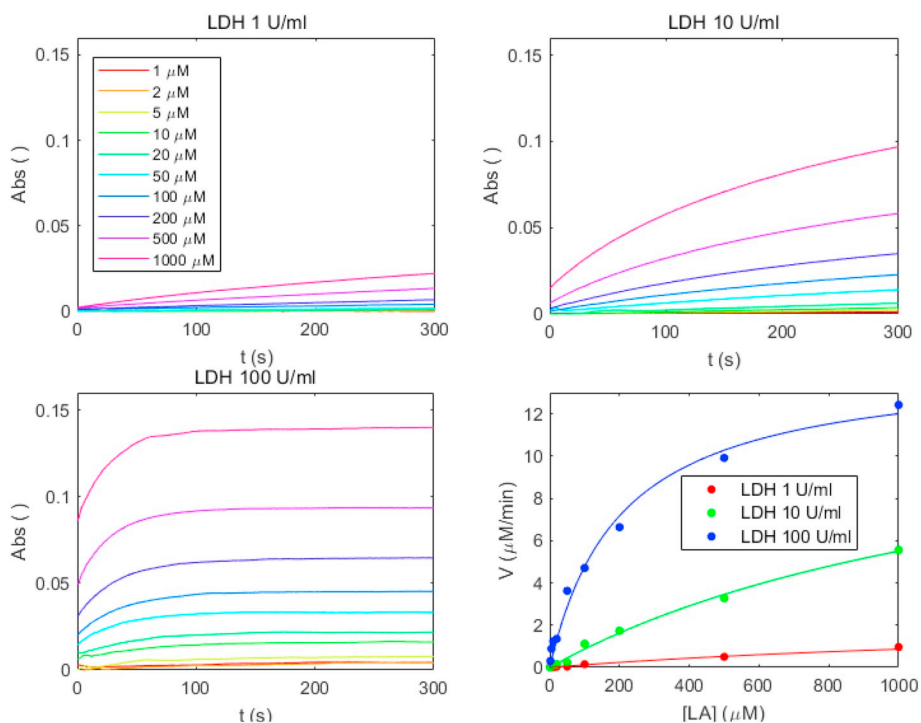 LDH 1 U/ml
0.15
0.1
0.05
0
Abs ( )
0 100 200 300
t (s)
1 μM
2 μM
5 μM
10 μM
20 μM
50 μM
100 μM
200 μM
500 μM
1000 μM
LDH 10 U/ml
0.15
0.1
0.05
0
Abs ( )
0 100 200 300
t (s)
LDH 100 U/ml
0.15
0.1
0.05
0
Abs ( )
0 100 200 300
t (s)
12
10
8
6
4
2
0
V (μM/min)
LDH 1 U/ml
LDH 10 U/ml
LDH 100 U/ml
0 200 400 600 800 1000
[LA] (μM)